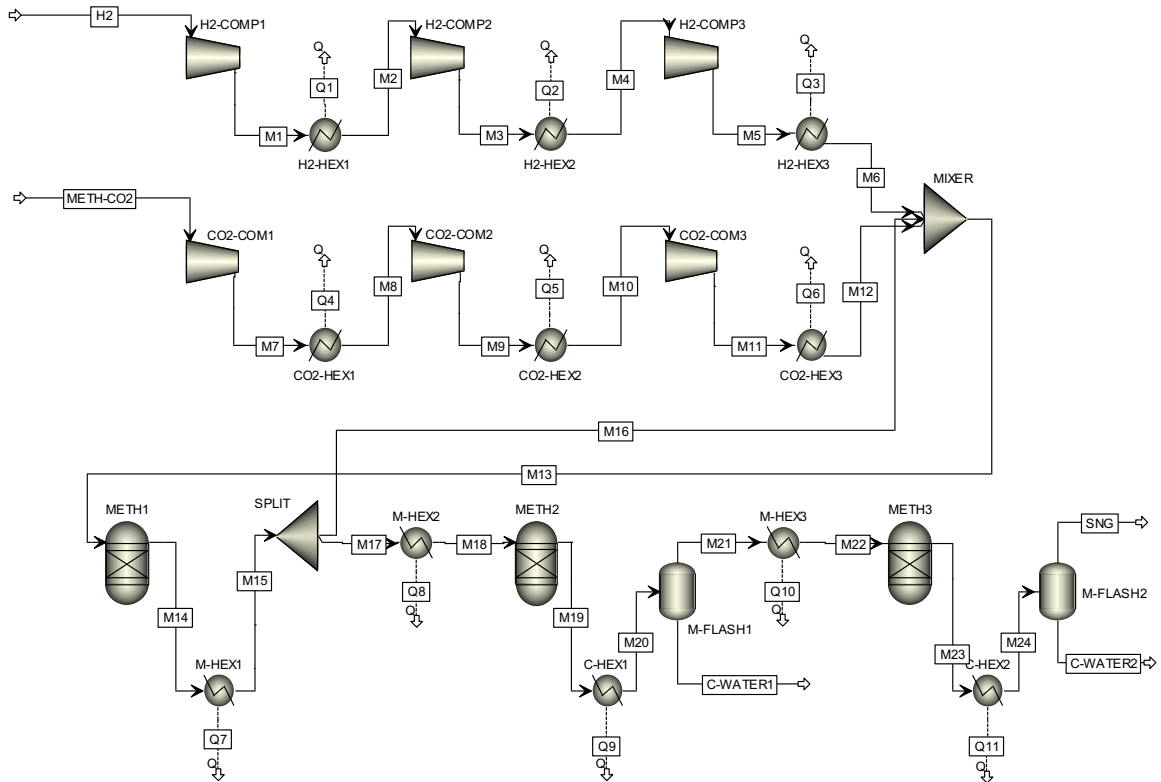 H2
H2-COMP1
H2-COMP2
H2-COMP3
Q
Q
Q
Q1
M2
Q2
M4
Q3
M1
M3
M5
H2-HEX1
H2-HEX2
H2-HEX3
M6
MIXER
METH-CO2
CO2-COM1
CO2-COM2
CO2-COM3
Q
Q
Q
Q4
M8
Q5
M10
Q6
M12
M7
M9
M11
CO2-HEX1
CO2-HEX2
CO2-HEX3
M16
M13
METH1
SPLIT
M-HEX2
METH2
M-HEX3
METH3
SNG
M17
M18
M21
M22
M15
Q8
Q
Q10
Q
M-FLASH2
M14
M19
M-FLASH1
M20
M23
M24
M-HEX1
C-HEX1
C-HEX2
C-WATER1
C-WATER2
Q7
Q9
Q11
Q
Q
Q